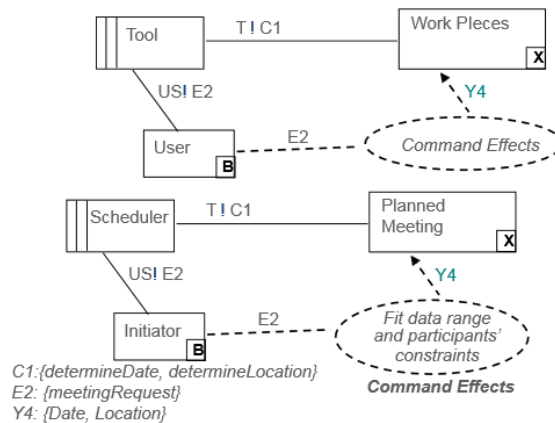 T ! C1
Tool
Work Pleces
X
US! E2
Y4
User
B
E2
Command Effects
Scheduler
T! C1
Planned
Meeting
X
US! E2
Y4
Initiator
B
E2
Fit data range
and participants'
constraints
C1:{determineDate, determineLocation}
E2: {meetingRequest}
Y4: {Date, Location}
Command Effects